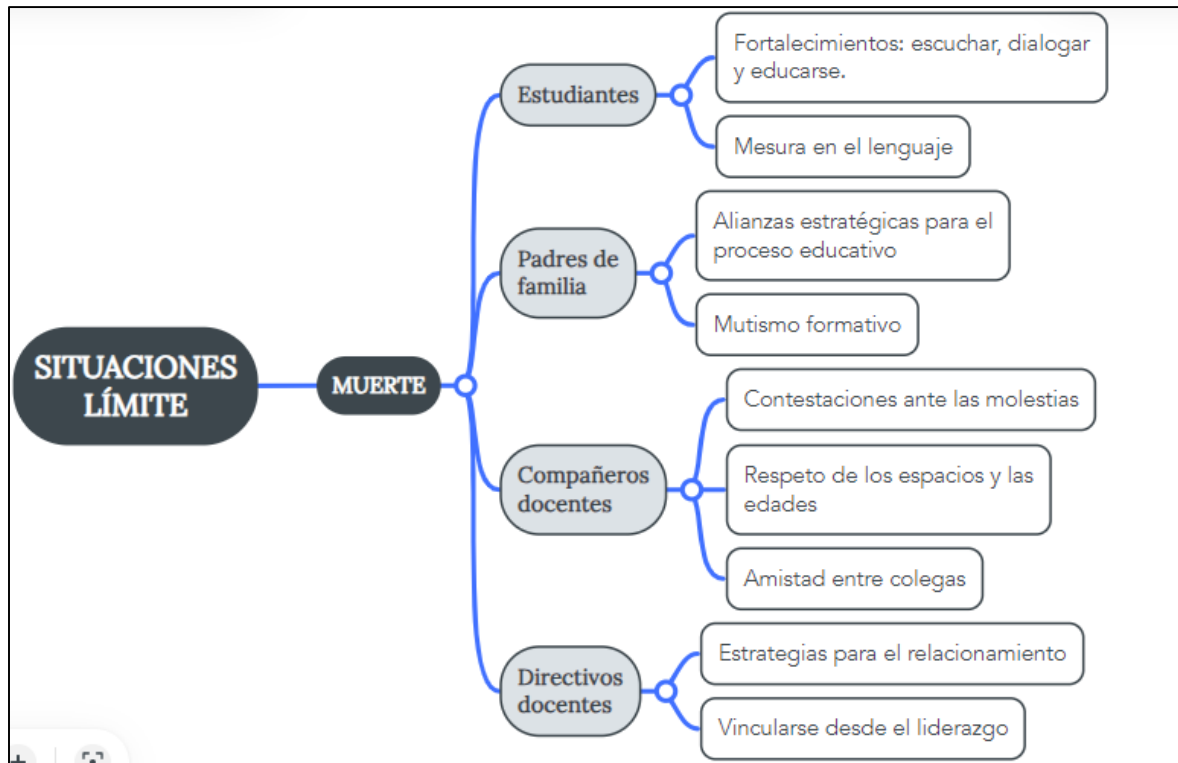 SITUACIONES
LÍMITE
MUERTE
Estudiantes
Fortalecimientos: escuchar, dialogar
y educarse.
Mesura en el lenguaje
Padres de
familia
Alianzas estratégicas para el
proceso educativo
Mutismo formativo
Compañeros
docentes
Contestaciones ante las molestias
Respeto de los espacios y las
edades
Amistad entre colegas
Directivos
docentes
Estrategias para el relacionamiento
Vincularse desde el liderazgo